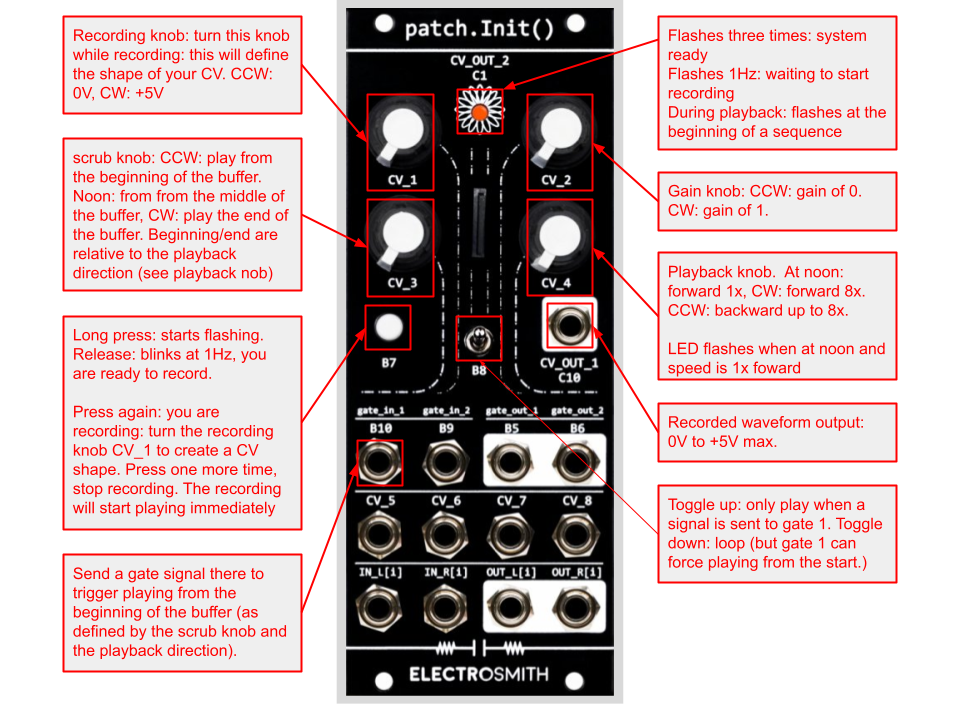 Recording knob: turn this knob
while recording: this will define
the shape of your CV. CCW:
0V, CW: +5V
scrub knob: CCW: play from
the beginning of the buffer.
Noon: from from the middle of
the buffer, CW: play the end of
the buffer. Beginning/end are
relative to the playback
direction (see playback nob)
Long press: starts flashing.
Release: blinks at 1Hz, you
are ready to record.
Press again: you are
recording: turn the recording
knob CV_1 to create a CV
shape. Press one more time,
stop recording. The recording
will start playing immediately
Send a gate signal there to
trigger playing from the
beginning of the buffer (as
defined by the scrub knob and
the playback direction).
patch.Init()
CV_OUT_2
C1
CV_1
CV_2
CV_3
CV_4
B7
B8
CV_OUT_1
C10
gate_in_1 gate_in_2 gate_out_1 gate_out_2
B10 B9 B5 B6
CV_5 CV_6 CV_7 CV_8
IN_L[i] IN_R[i] OUT_L[i] OUT_R[i]
ELECTROSMITH
Flashes three times: system
ready
Flashes 1Hz: waiting to start
recording
During playback: flashes at the
beginning of a sequence
Gain knob: CCW: gain of 0.
CW: gain of 1.
Playback knob. At noon:
forward 1x, CW: forward 8x.
CCW: backward up to 8x.
LED flashes when at noon and
speed is 1x foward
Recorded waveform output:
0V to +5V max.
Toggle up: only play when a
signal is sent to gate 1. Toggle
down: loop (but gate 1 can
force playing from the start.)